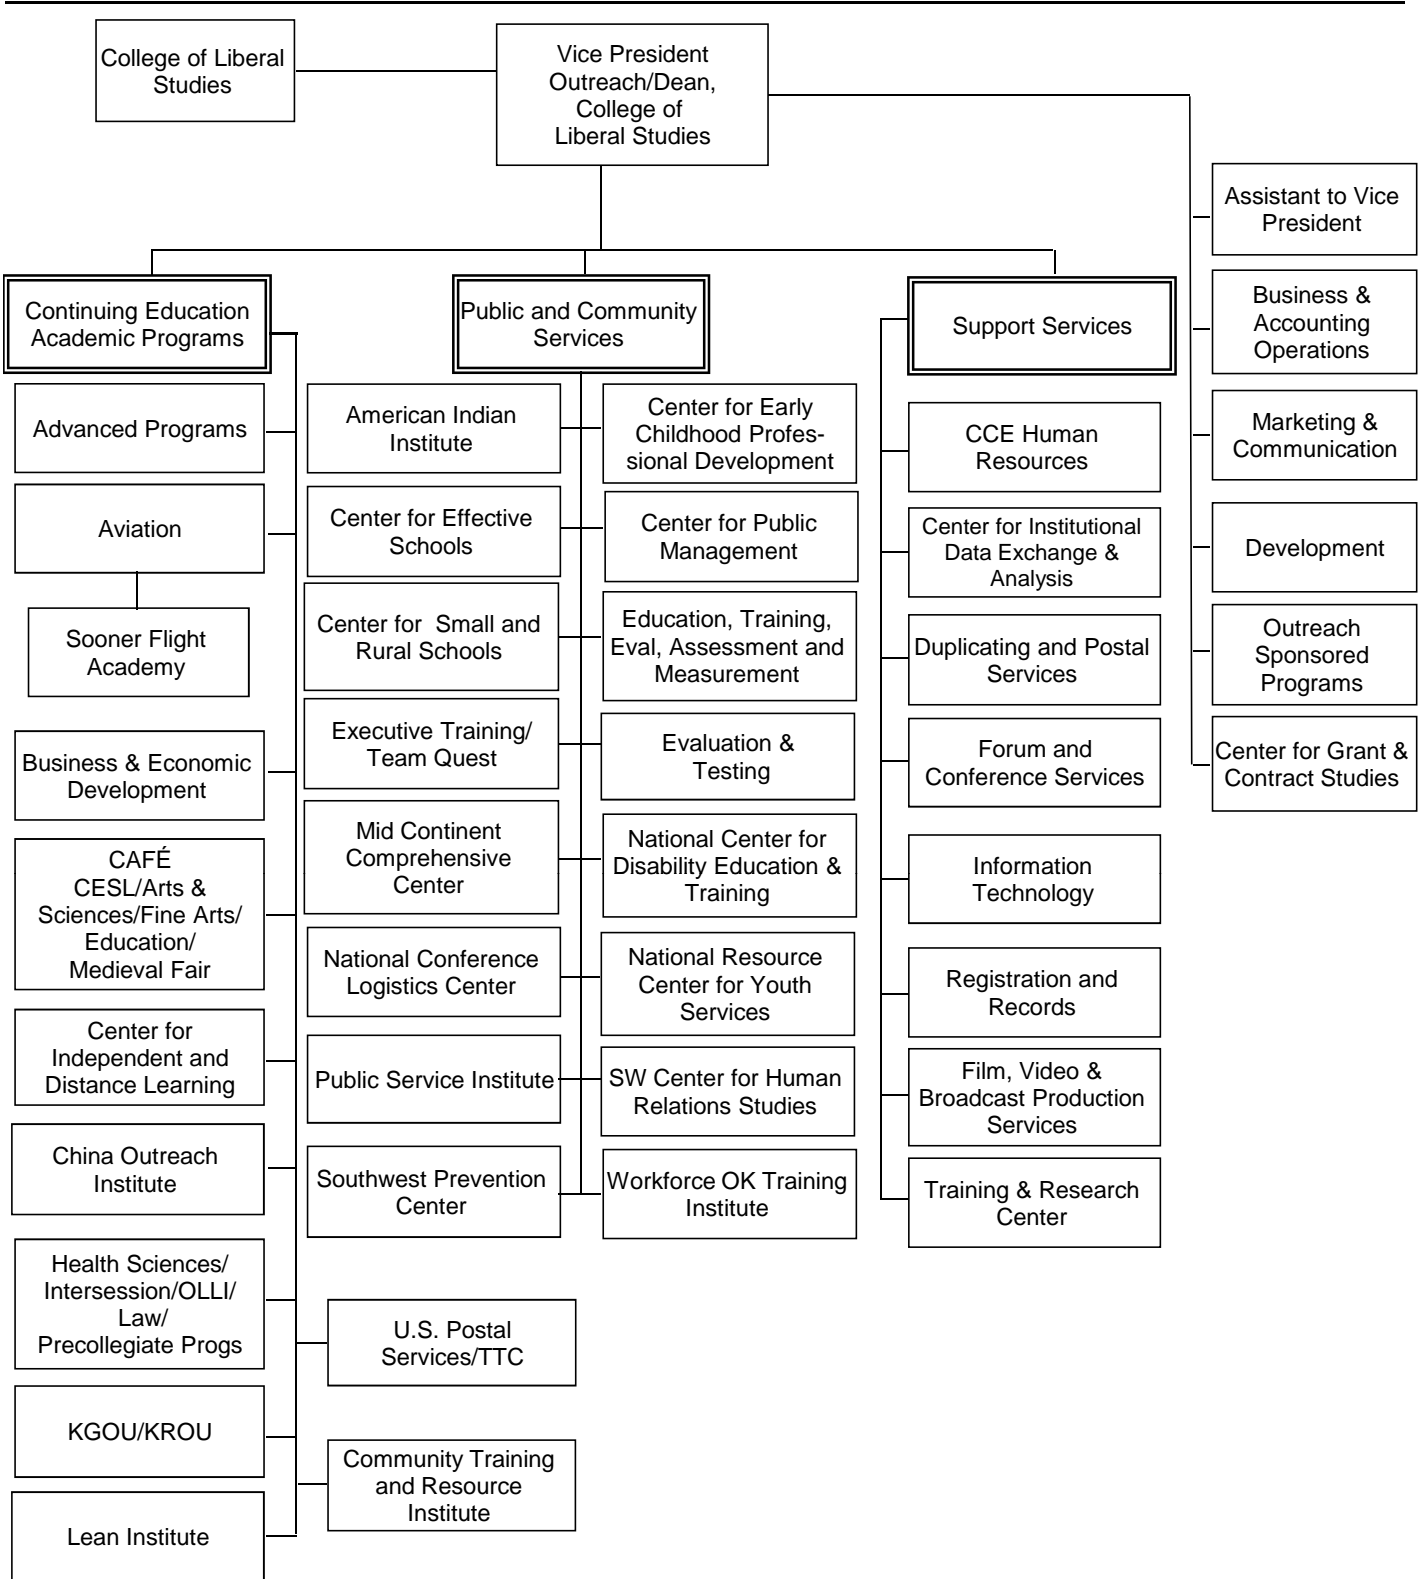 College of Liberal
Studies
Vice President
Outreach/Dean,
College of
Liberal Studies
Assistant to Vice
President
Business &
Accounting
Operations
Marketing &
Communication
Development
Outreach
Sponsored
Programs
Center for Grant &
Contract Studies
Continuing Education
Academic Programs
Advanced Programs
Aviation
Sooner Flight
Academy
Business & Economic
Development
CAFÉ
CESL/Arts &
Sciences/Fine Arts/
Education/
Medieval Fair
Center for
Independent and
Distance Learning
China Outreach
Institute
Health Sciences/
Intersession/OLLI/
Law/
Precollegiate Progs
KGOU/KROU
Lean Institute
U.S. Postal
Services/TTC
Community Training
and Resource
Institute
Public and Community
Services
American Indian
Institute
Center for Effective
Schools
Center for  Small and
Rural Schools
Executive Training/
Team Quest
Mid Continent
Comprehensive
Center
National Conference
Logistics Center
Public Service Institute
Southwest Prevention
Center
Center for Early
Childhood Profes-
sional Development
Center for Public
Management
Education, Training,
Eval, Assessment and
Measurement
Evaluation &
Testing
National Center for
Disability Education &
Training
National Resource
Center for Youth
Services
SW Center for Human
Relations Studies
Workforce OK Training
Institute
Support Services
CCE Human
Resources
Center for Institutional
Data Exchange &
Analysis
Duplicating and Postal
Services
Forum and
Conference Services
Information
Technology
Registration and
Records
Film, Video &
Broadcast Production
Services
Training & Research
Center